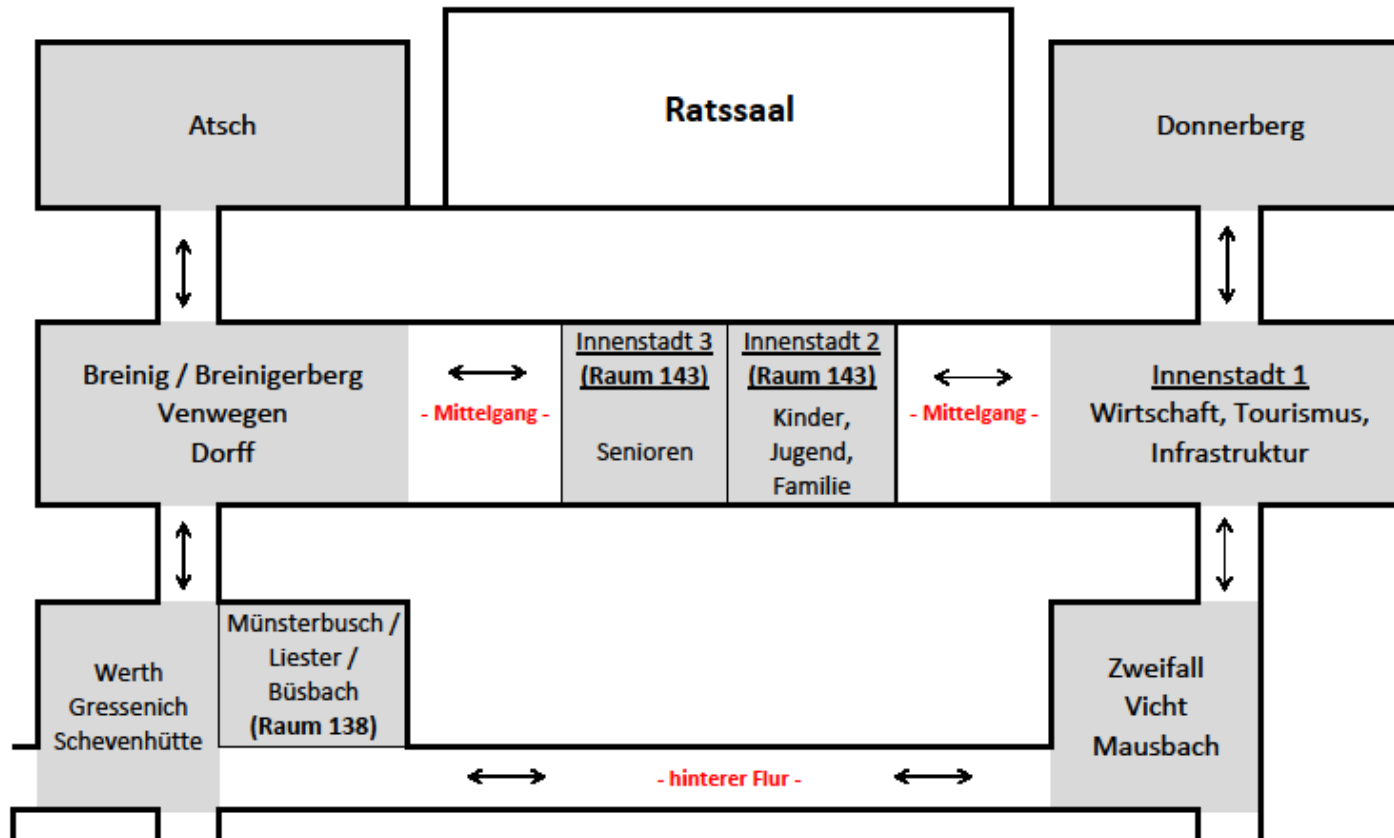 Atsch
Ratssaal
Donnerberg
Breinig / Breinigerberg
Venwegen
Dorff
- Mittelgang -
Innenstadt 3
(Raum 143)
Senioren
Innenstadt 2
(Raum 143)
Kinder,
Jugend,
Familie
- Mittelgang -
Innenstadt 1
Wirtschaft, Tourismus,
Infrastruktur
Werth
Gressenich
Schevenhütte
Münsterbusch /
Liester /
Büsbach
(Raum 138)
- hinterer Flur -
Zweifall
Vicht
Mausbach